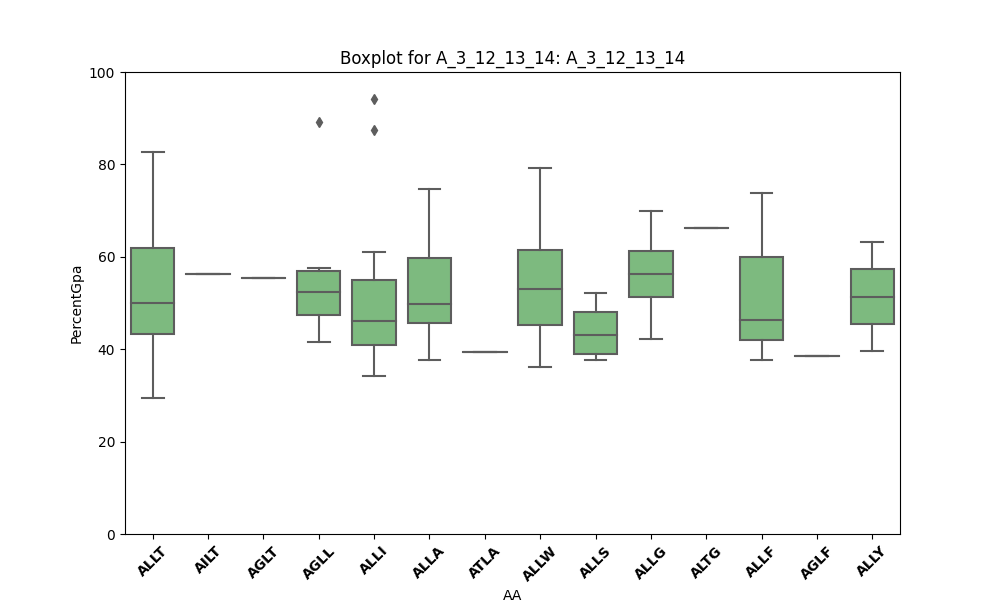 Boxplot for A_3_12_13_14: A_3_12_13_14
PercentGpa
100
80
60
40
20
0
ALLT AILT AGLT AGLL ALLI ALLA ATLA ALLW ALLS ALLG ALTG ALLF AGLF ALLY
AA